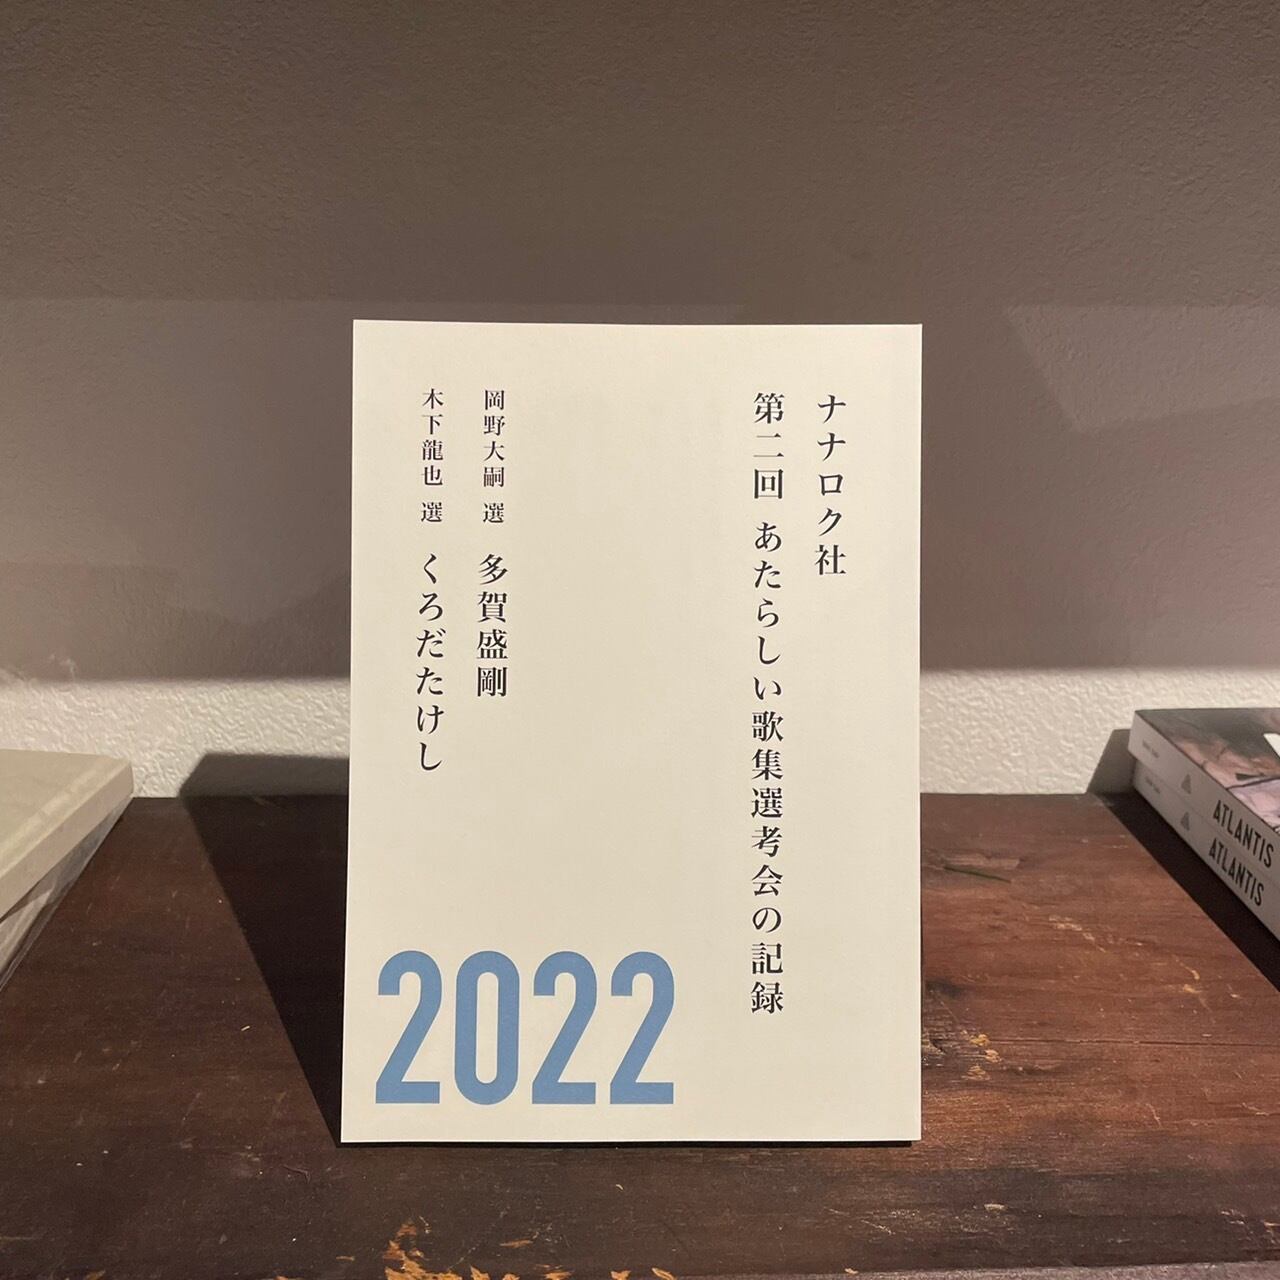 ナナロク社
第二回 あたらしい歌集選考会の記録
岡野大嗣 選 多賀盛剛
木下龍也 選 くろだたけし
2022
ATLANTIS
ATLANTIS